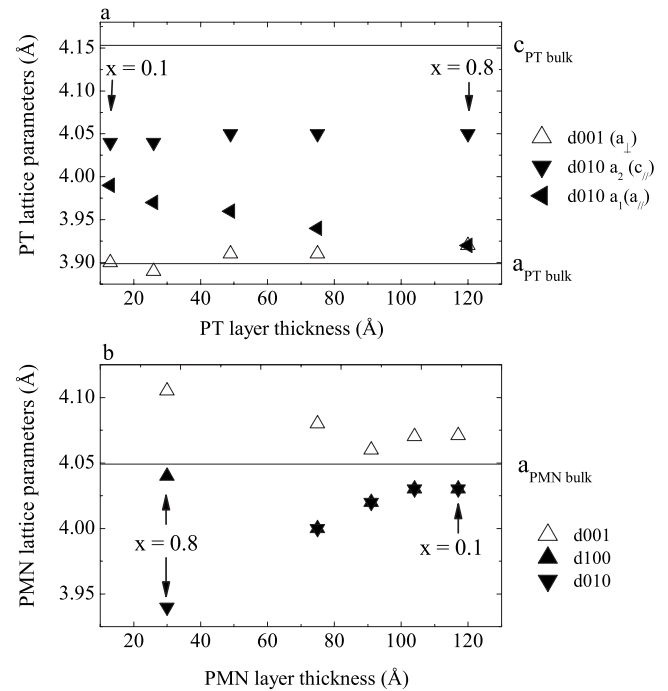 a
4.15
4.10
4.05
4.00
3.95
3.90
PT lattice parameters (Å)
x = 0.1
x = 0.8
c PT bulk
a PT bulk
d001 (a⊥)
d010 a₂ (c//)
d010 a₁(a//)
20 40 60 80 100 120
PT layer thickness (Å)
b
4.10
4.05
4.00
3.95
PMN lattice parameters (Å)
x = 0.8
x = 0.1
a PMN bulk
d001
d100
d010
20 40 60 80 100 120
PMN layer thickness (Å)